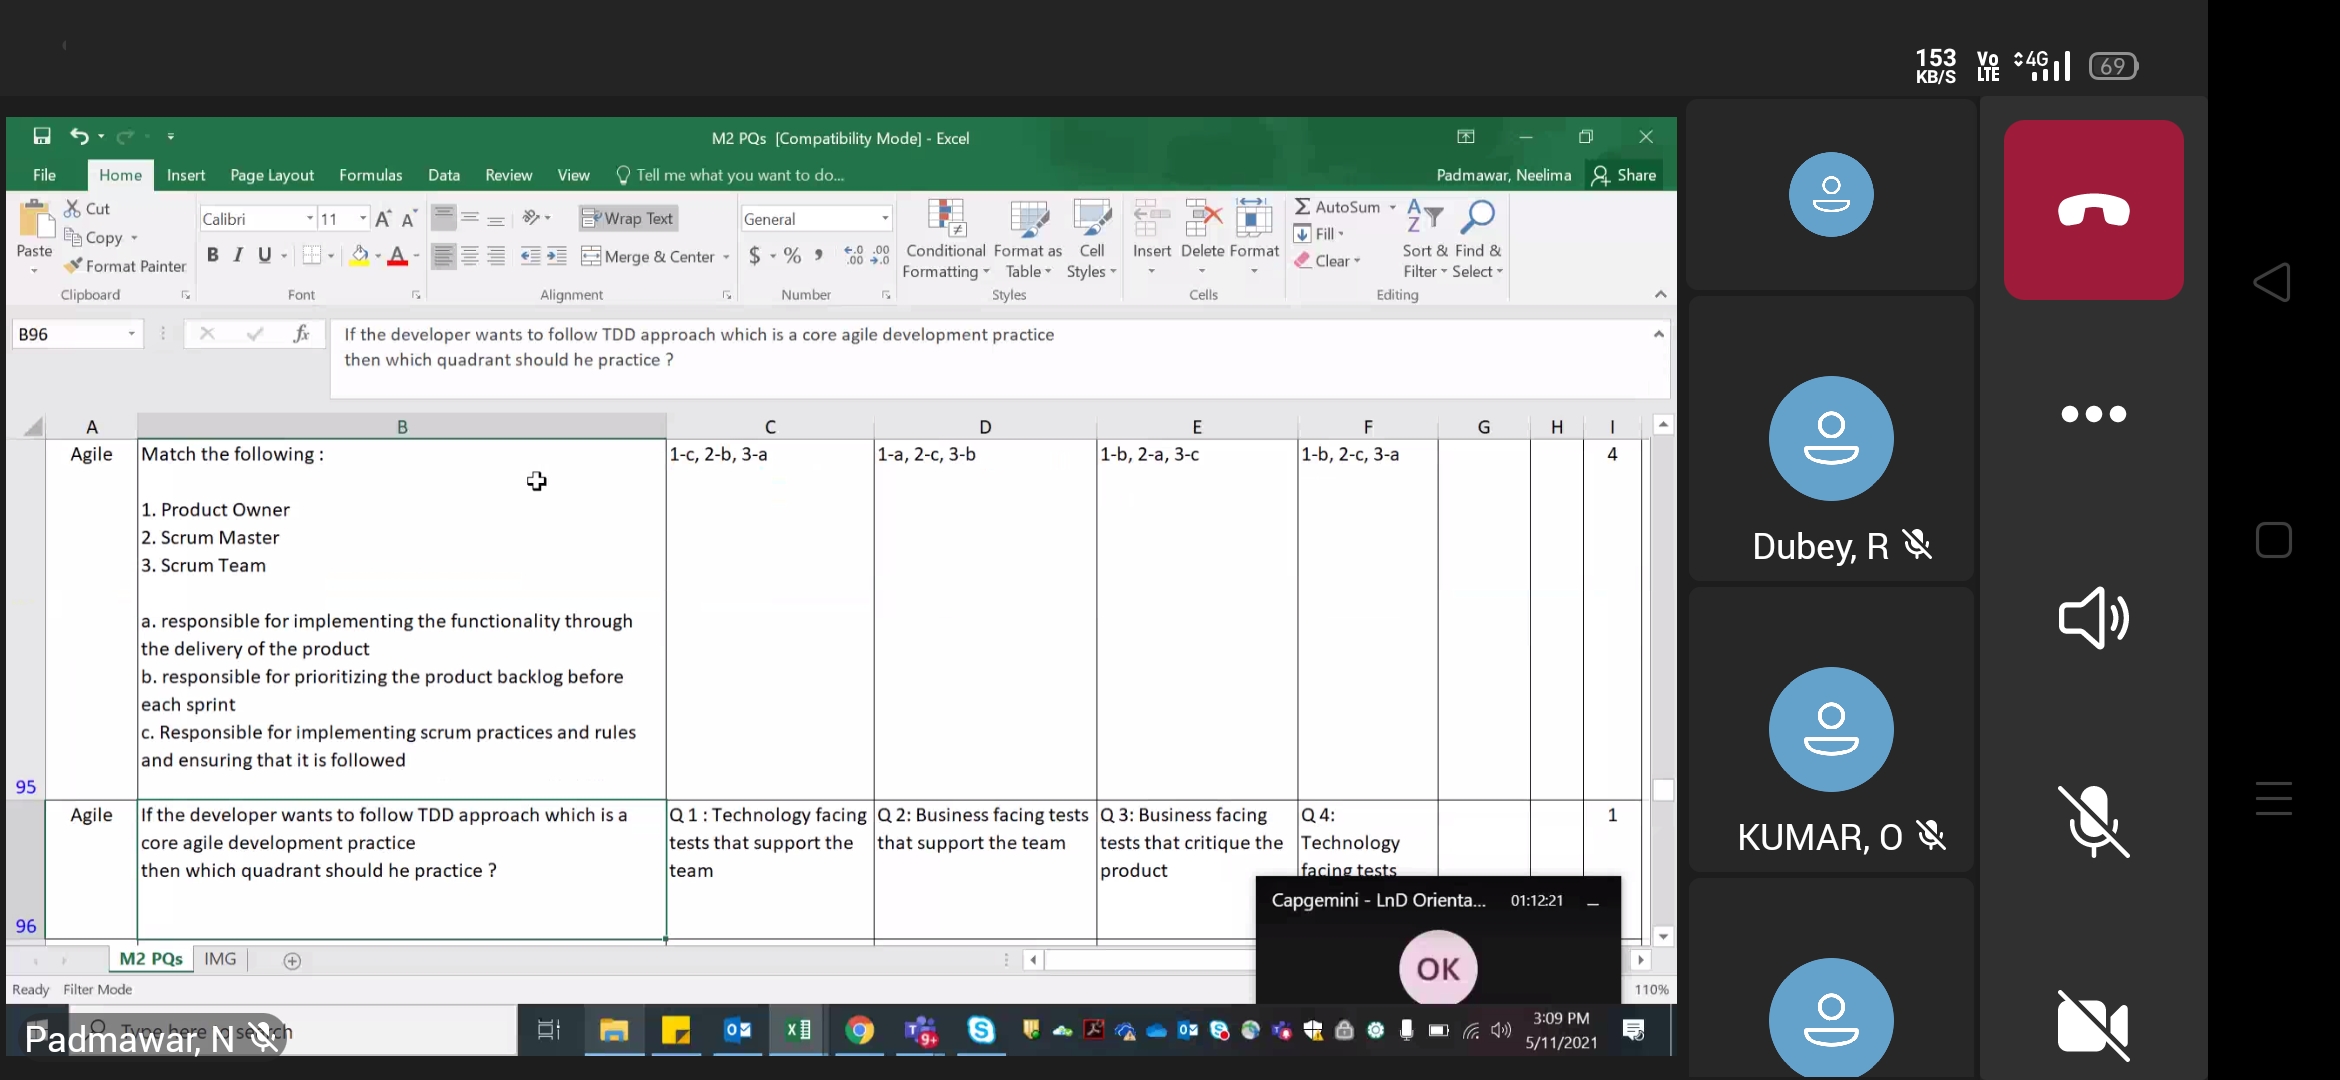 153 KB/S Vo LTE 4G 69
M2 PQs [Compatibility Mode] - Excel
File Home Insert Page Layout Formulas Data Review View Tell me what you want to do... Padmawar, Neelima Share
Paste Cut Copy Format Painter Clipboard
Calibri 11 A A B I U A Font
Wrap Text Merge & Center Alignment
General $ % , .00 .0 Number
Conditional Formatting Format as Table Cell Styles Styles
Insert Delete Format Cells
AutoSum Fill Clear Sort & Filter Find & Select Editing
B96 fx If the developer wants to follow TDD approach which is a core agile development practice
then which quadrant should he practice ?
A B C D E F G H I
Agile Match the following : 1-c, 2-b, 3-a 1-a, 2-c, 3-b 1-b, 2-a, 3-c 1-b, 2-c, 3-a 4
1. Product Owner
2. Scrum Master
3. Scrum Team
a. responsible for implementing the functionality through
the delivery of the product
b. responsible for prioritizing the product backlog before
each sprint
c. Responsible for implementing scrum practices and rules
and ensuring that it is followed
95
Agile If the developer wants to follow TDD approach which is a
core agile development practice
then which quadrant should he practice ?
Q 1 : Technology facing
tests that support the
team
Q 2: Business facing tests
that support the team
Q 3: Business facing
tests that critique the
product
Q 4:
Technology
facing tests
1
96
Capgemini - LnD Orienta... 01:12:21
OK
M2 PQs IMG
Ready Filter Mode 110%
Type here to search
Padmawar, N
9+
3:09 PM
5/11/2021
Dubey, R
KUMAR, O